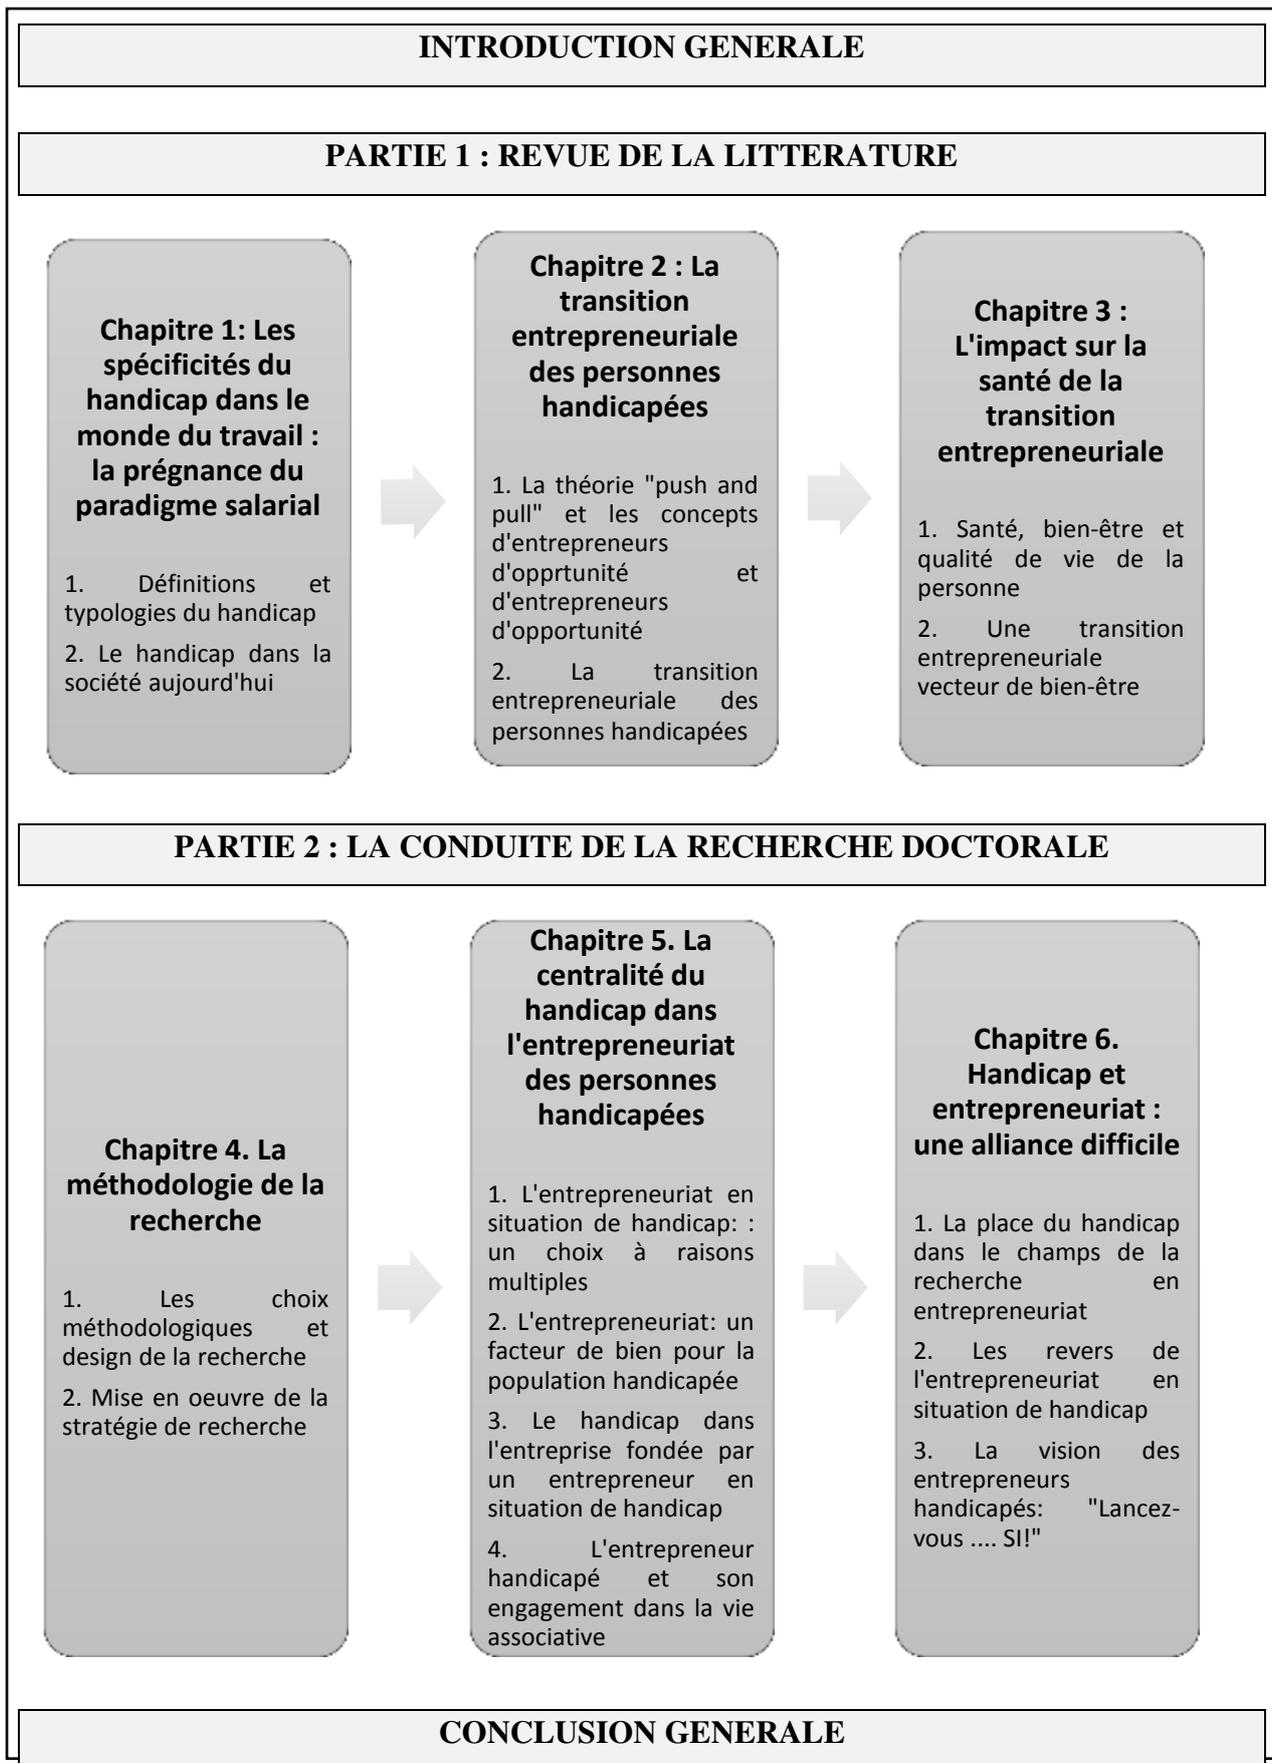 INTRODUCTION GENERALE
PARTIE 1 : REVUE DE LA LITTERATURE
Chapitre 1: Les
spécificités du
handicap dans le
monde du travail :
la prégnance du
paradigme salarial
1. Définitions et
typologies du handicap
2. Le handicap dans la
société aujourd'hui
Chapitre 2 : La
transition
entrepreneuriale
des personnes
handicapées
1. La théorie "push and
pull" et les concepts
d'entrepreneurs
d'opprtunité et
d'entrepreneurs
d'opportunité
2. La transition
entrepreneuriale des
personnes handicapées
Chapitre 3 :
L'impact sur la
santé de la
transition
entrepreneuriale
1. Santé, bien-être et
qualité de vie de la
personne
2. Une transition
entrepreneuriale
vecteur de bien-être
PARTIE 2 : LA CONDUITE DE LA RECHERCHE DOCTORALE
Chapitre 4. La
méthodologie de la
recherche
1. Les choix
méthodologiques et
design de la recherche
2. Mise en oeuvre de la
stratégie de recherche
Chapitre 5. La
centralité du
handicap dans
l'entrepreneuriat
des personnes
handicapées
1. L'entrepreneuriat en
situation de handicap: :
un choix à raisons
multiples
2. L'entrepreneuriat: un
facteur de bien pour la
population handicapée
3. Le handicap dans
l'entreprise fondée par
un entrepreneur en
situation de handicap
4. L'entrepreneur
handicapé et son
engagement dans la vie
associative
Chapitre 6.
Handicap et
entrepreneuriat :
une alliance difficile
1. La place du handicap
dans le champs de la
recherche en
entrepreneuriat
2. Les revers de
l'entrepreneuriat en
situation de handicap
3. La vision des
entrepreneurs
handicapés: "Lancez-
vous .... SI!"
CONCLUSION GENERALE